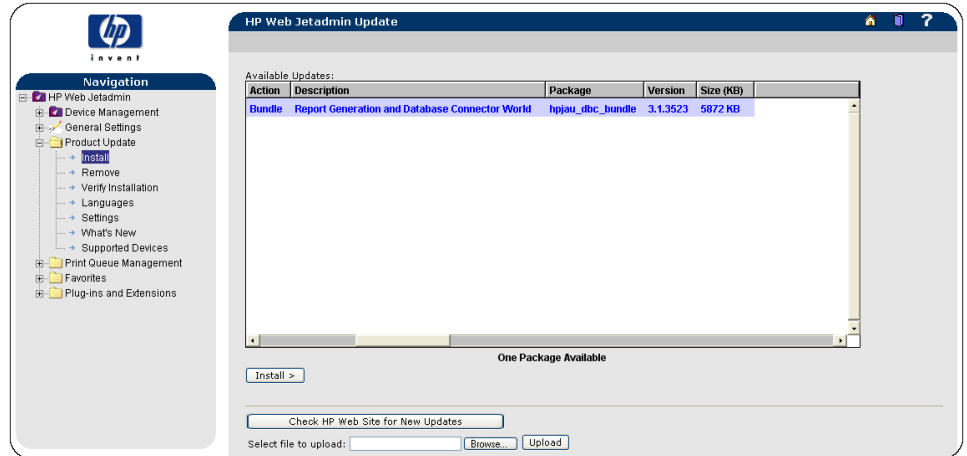 hp
invent
HP Web Jetadmin Update
?
Navigation
HP Web Jetadmin
Device Management
General Settings
Product Update
Install
Remove
Verify Installation
Languages
Settings
What's New
Supported Devices
Print Queue Management
Favorites
Plug-ins and Extensions
Available Updates:
Action Description Package Version Size (KB)
Bundle Report Generation and Database Connector World hpjau_dbc_bundle 3.1.3523 5872 KB
One Package Available
Install >
Check HP Web Site for New Updates
Select file to upload: Browse... Upload